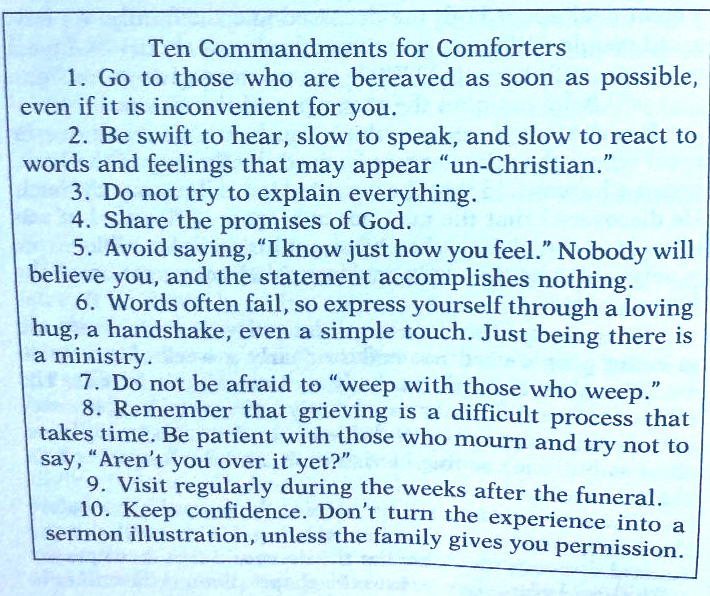 Ten Commandments for Comforters
1. Go to those who are bereaved as soon as possible,
even if it is inconvenient for you.
2. Be swift to hear, slow to speak, and slow to react to
words and feelings that may appear “un-Christian.”
3. Do not try to explain everything.
4. Share the promises of God.
5. Avoid saying, “I know just how you feel.” Nobody will
believe you, and the statement accomplishes nothing.
6. Words often fail, so express yourself through a loving
hug, a handshake, even a simple touch. Just being there is
a ministry.
7. Do not be afraid to “weep with those who weep.”
8. Remember that grieving is a difficult process that
takes time. Be patient with those who mourn and try not to
say, “Aren’t you over it yet?”
9. Visit regularly during the weeks after the funeral.
10. Keep confidence. Don’t turn the experience into a
sermon illustration, unless the family gives you permission.